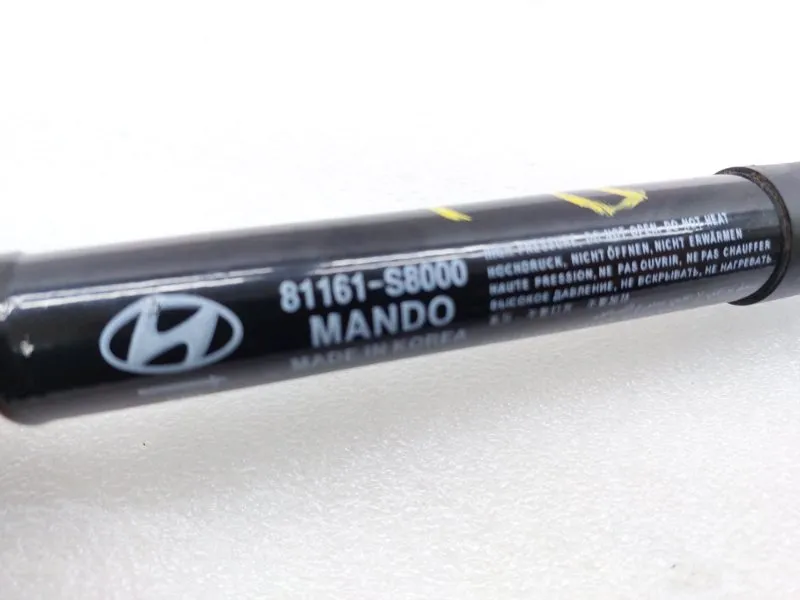 81161-S8000
MANDO
MADE IN KOREA
HIGH PRESSURE, DO NOT OPEN, DO NOT HEAT
HOCHDRUCK, NICHT ÖFFNEN, NICHT ERWÄRMEN
HAUTE PRESSION, NE PAS OUVRIR, NE PAS CHAUFFER
ВЫСОКОЕ ДАВЛЕНИЕ, НЕ ВСКРЫВАТЬ, НЕ НАГРЕВАТЬ